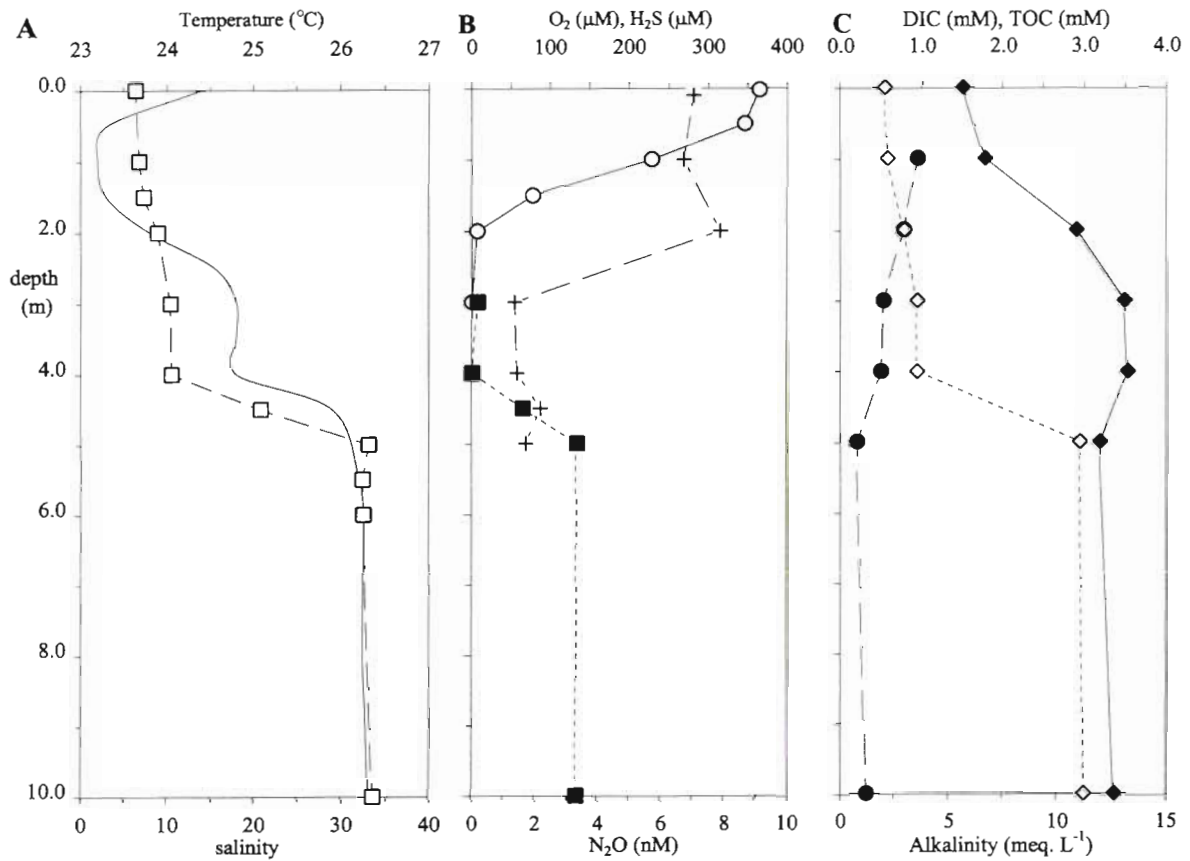 A
Temperature (°C)
23 24 25 26 27
B
O₂ (µM), H₂S (µM)
0 100 200 300 400
C
DIC (mM), TOC (mM)
0.0 1.0 2.0 3.0 4.0
0.0
2.0
depth
(m)
4.0
6.0
8.0
10.0
0 10 20 30 40
salinity
0 2 4 6 8 10
N₂O (nM)
0 5 10 15
Alkalinity (meq. L⁻¹)